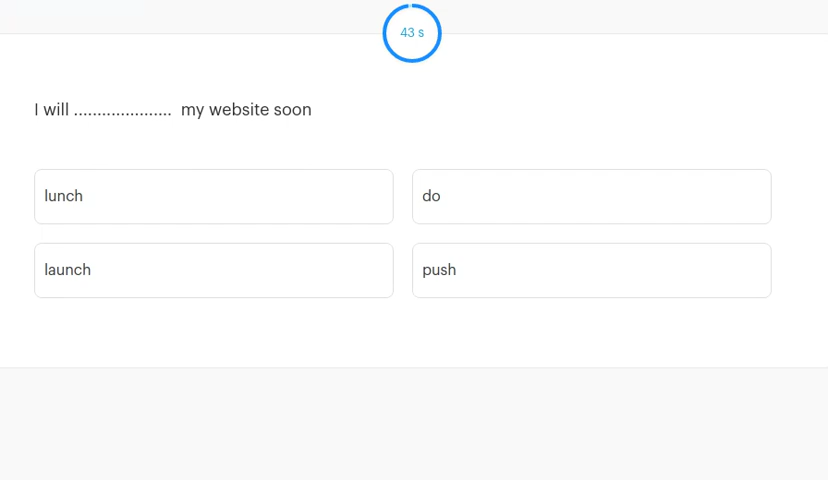 43 s
I will ..................... my website soon
lunch
do
launch
push